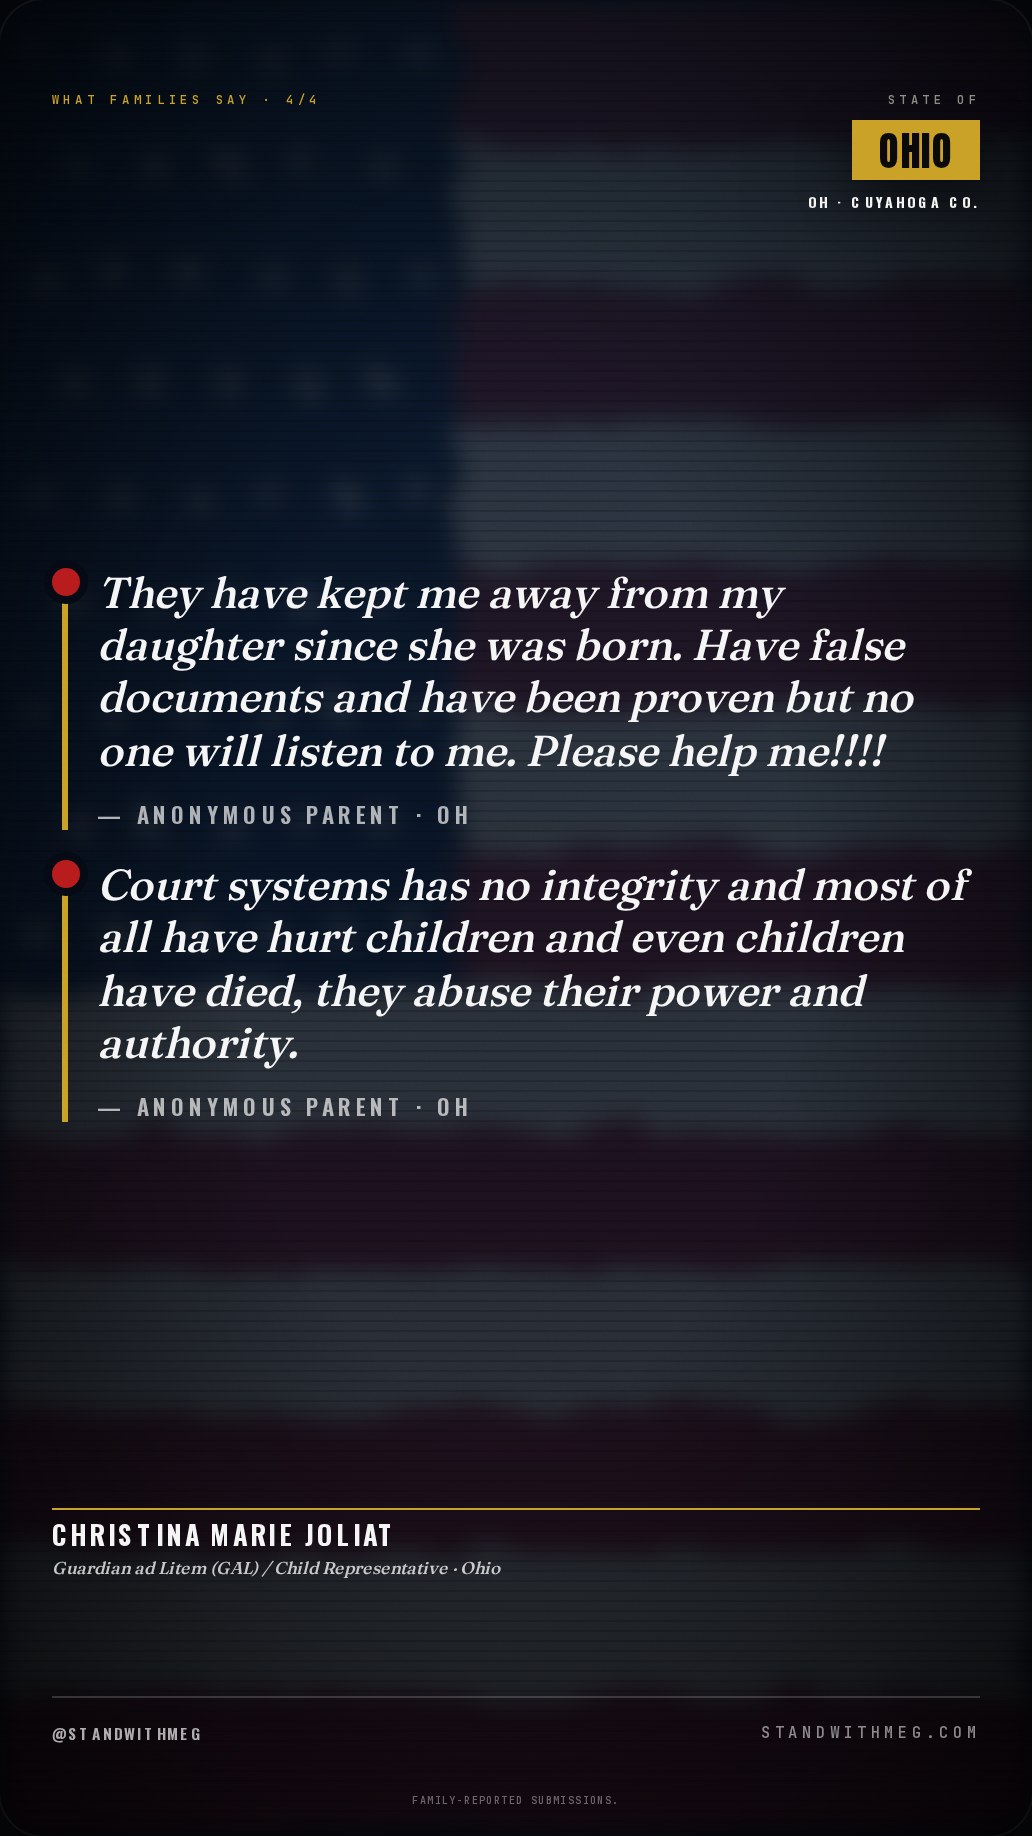 WHAT FAMILIES SAY · 4/4
STATE OF
OHIO
OH · CUYAHOGA CO.
They have kept me away from my
daughter since she was born. Have false
documents and have been proven but no
one will listen to me. Please help me!!!!
— ANONYMOUS PARENT · OH
Court systems has no integrity and most of
all have hurt children and even children
have died, they abuse their power and
authority.
— ANONYMOUS PARENT · OH
CHRISTINA MARIE JOLIAT
Guardian ad Litem (GAL) / Child Representative · Ohio
@STANDWITHMEG
STANDWITHMEG.COM
FAMILY-REPORTED SUBMISSIONS.